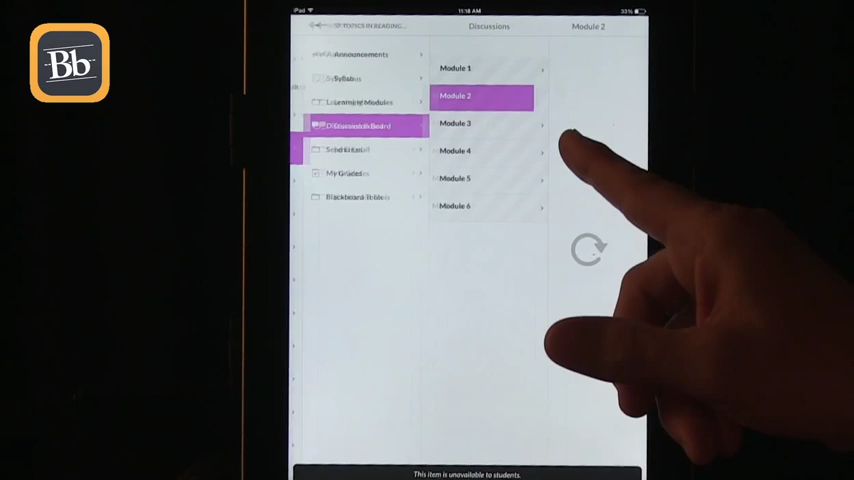 Bb
iPad
11:18 AM
33%
TOPICS IN READING...
Discussions
Module 2
Announcements
Syllabus
Learning Modules
Discussion Board
Send Email
My Grades
Blackboard Tools
Module 1
Module 2
Module 3
Module 4
Module 5
Module 6
This item is unavailable to students.